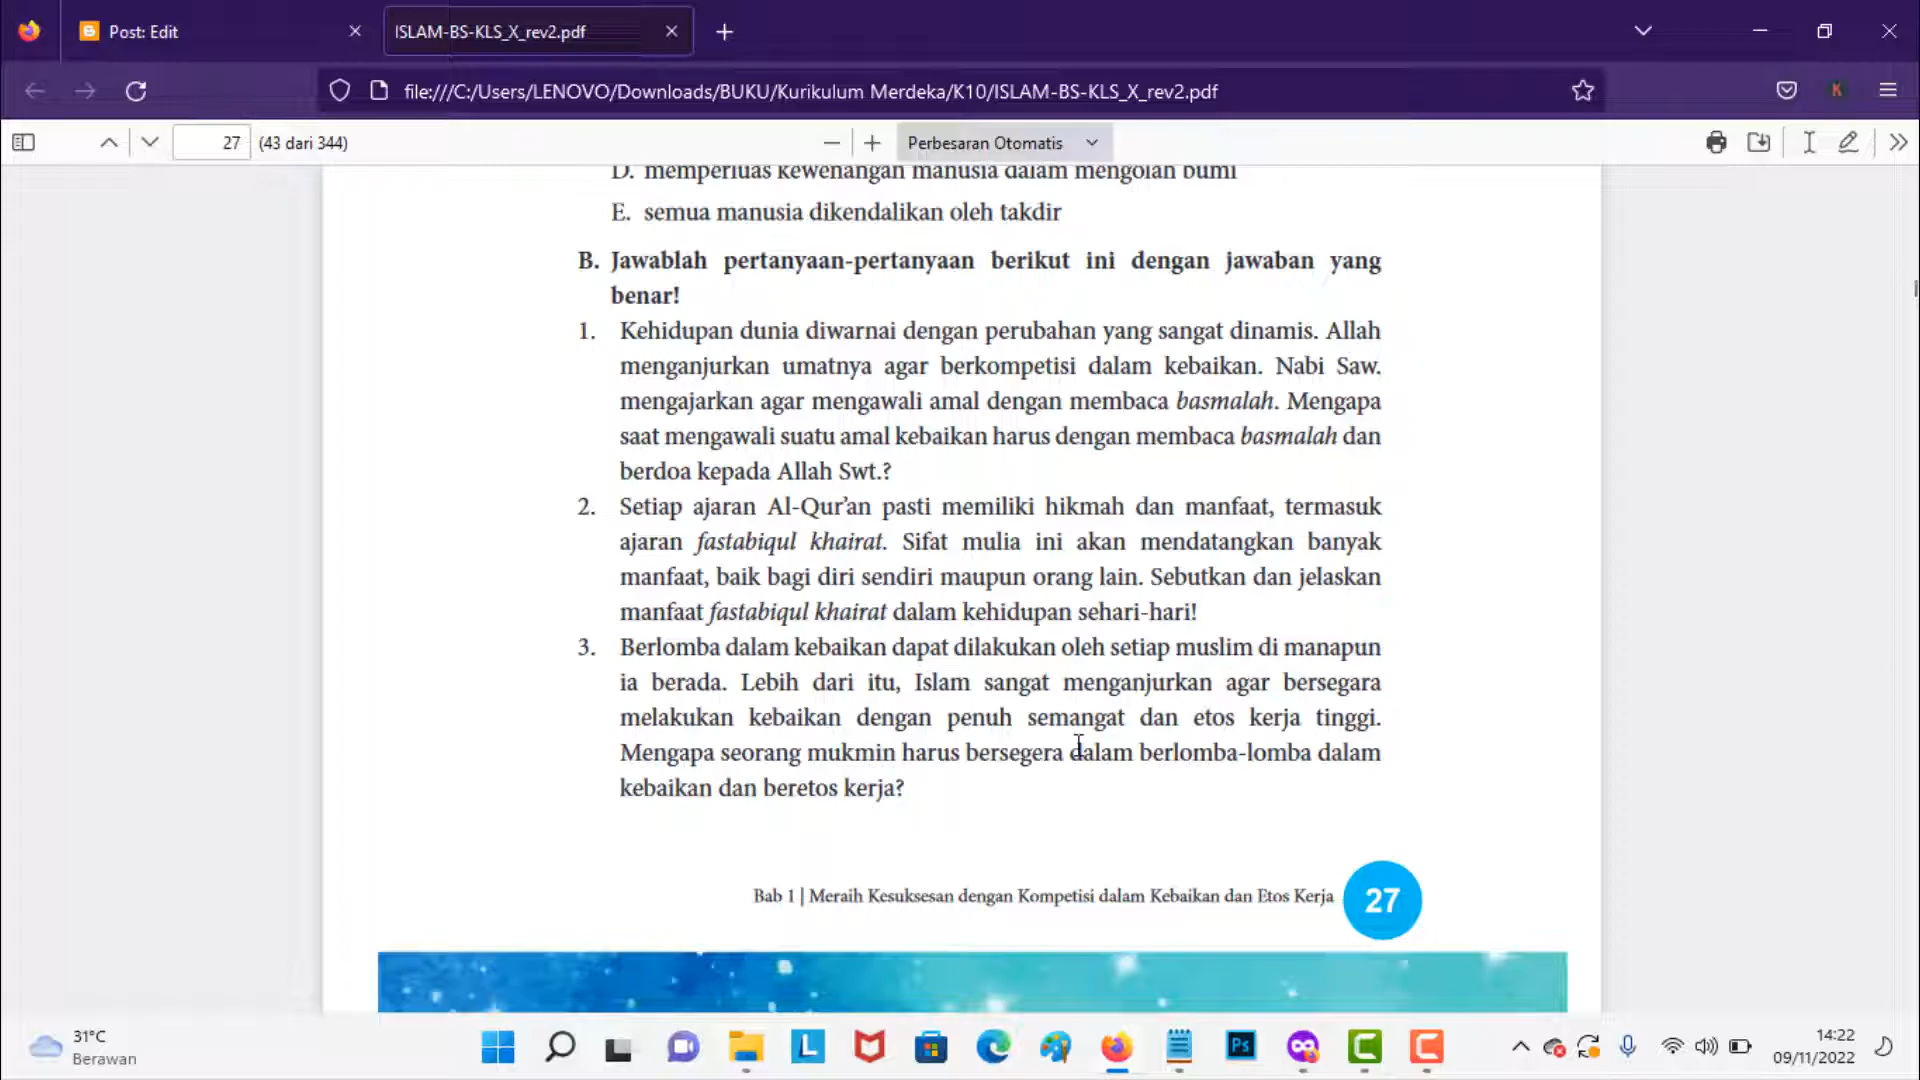 Post: Edit
ISLAM-BS-KLS_X_rev2.pdf
file:///C:/Users/LENOVO/Downloads/BUKU/Kurikulum Merdeka/K10/ISLAM-BS-KLS_X_rev2.pdf
K
27
(43 dari 344)
Perbesaran Otomatis
D. memperluas kewenangan manusia dalam mengolah bumi
E. semua manusia dikendalikan oleh takdir
B. Jawablah pertanyaan-pertanyaan berikut ini dengan jawaban yang
benar!
1. Kehidupan dunia diwarnai dengan perubahan yang sangat dinamis. Allah
menganjurkan umatnya agar berkompetisi dalam kebaikan. Nabi Saw.
mengajarkan agar mengawali amal dengan membaca basmalah. Mengapa
saat mengawali suatu amal kebaikan harus dengan membaca basmalah dan
berdoa kepada Allah Swt.?
2. Setiap ajaran Al-Qur’an pasti memiliki hikmah dan manfaat, termasuk
ajaran fastabiqul khairat. Sifat mulia ini akan mendatangkan banyak
manfaat, baik bagi diri sendiri maupun orang lain. Sebutkan dan jelaskan
manfaat fastabiqul khairat dalam kehidupan sehari-hari!
3. Berlomba dalam kebaikan dapat dilakukan oleh setiap muslim di manapun
ia berada. Lebih dari itu, Islam sangat menganjurkan agar bersegara
melakukan kebaikan dengan penuh semangat dan etos kerja tinggi.
Mengapa seorang mukmin harus bersegera dalam berlomba-lomba dalam
kebaikan dan beretos kerja?
Bab 1 | Meraih Kesuksesan dengan Kompetisi dalam Kebaikan dan Etos Kerja
27
31°C
Berawan
L
Ps
C
C
14:22
09/11/2022